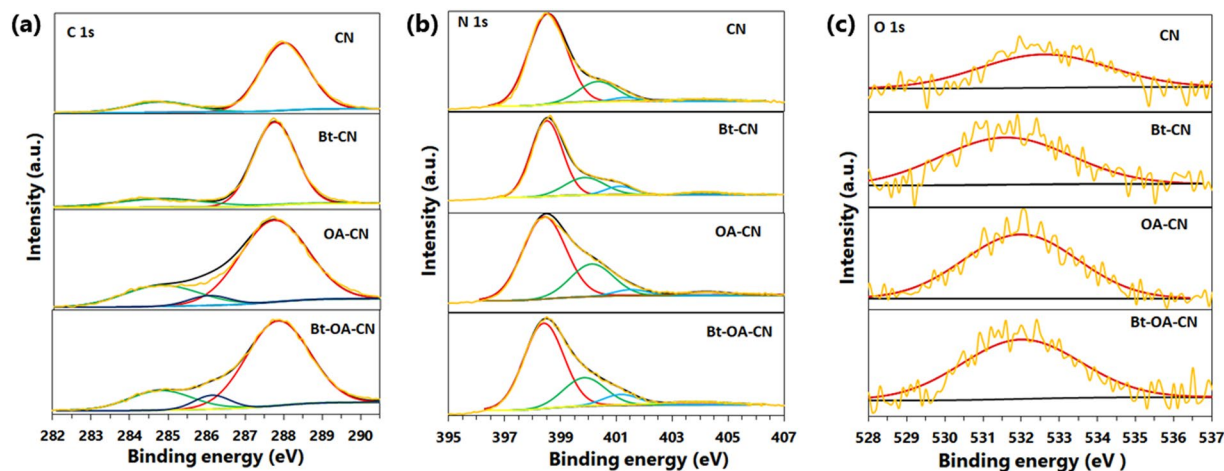 (a)
C 1s
CN
Bt-CN
OA-CN
Bt-OA-CN
Intensity (a.u.)
282 283 284 285 286 287 288 289 290
Binding energy (eV)
(b)
N 1s
CN
Bt-CN
OA-CN
Bt-OA-CN
Intensity (a.u.)
395 397 399 401 403 405 407
Binding energy (eV)
(c)
O 1s
CN
Bt-CN
OA-CN
Bt-OA-CN
Intensity (a.u.)
528 529 530 531 532 533 534 535 536 537
Binding energy (eV )